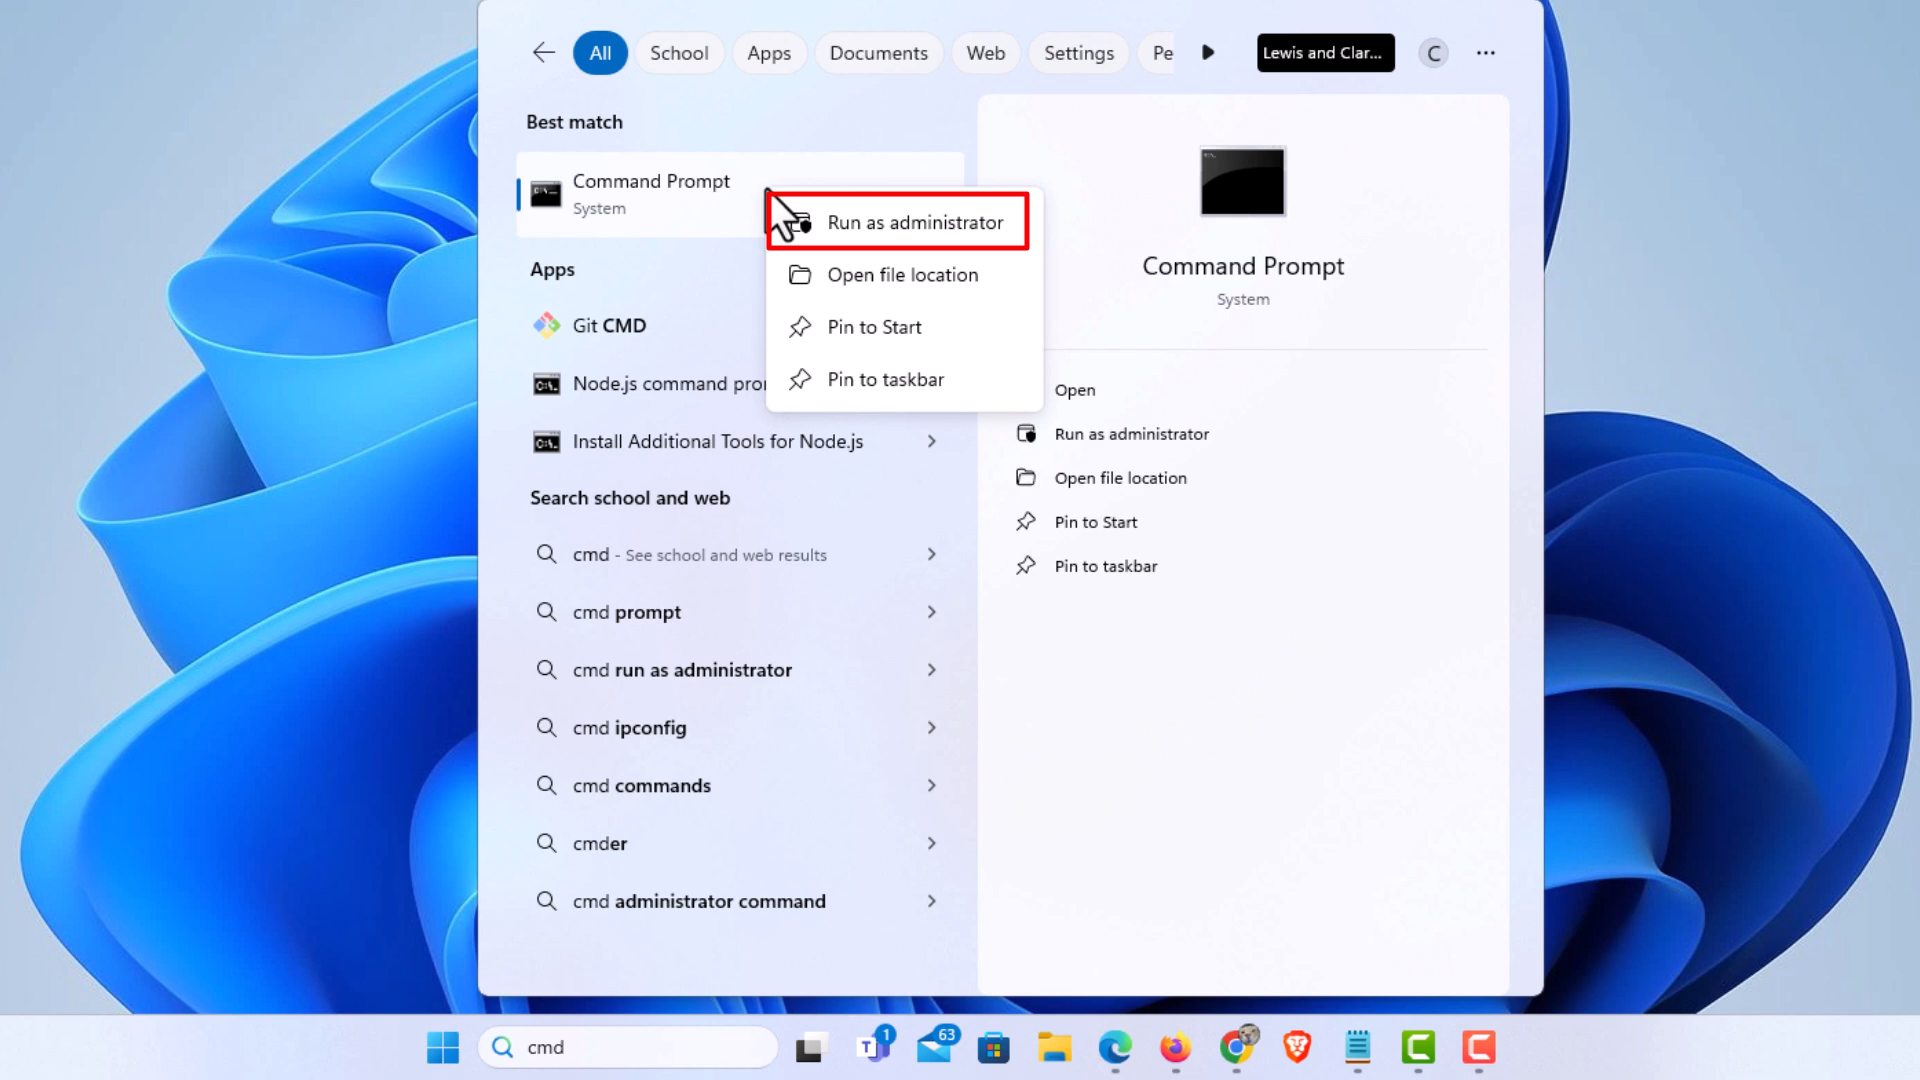 All
School
Apps
Documents
Web
Settings
Pe
Lewis and Clar...
C
Best match
Command Prompt
System
Run as administrator
Open file location
Pin to Start
Pin to taskbar
Apps
Git CMD
Node.js command pro
Install Additional Tools for Node.js
Search school and web
cmd - See school and web results
cmd prompt
cmd run as administrator
cmd ipconfig
cmd commands
cmder
cmd administrator command
Command Prompt
System
Open
Run as administrator
Open file location
Pin to Start
Pin to taskbar
cmd
1
63